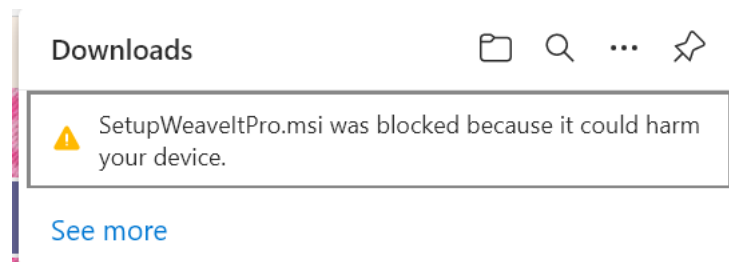 Downloads
SetupWeaveItPro.msi was blocked because it could harm
your device.
See more